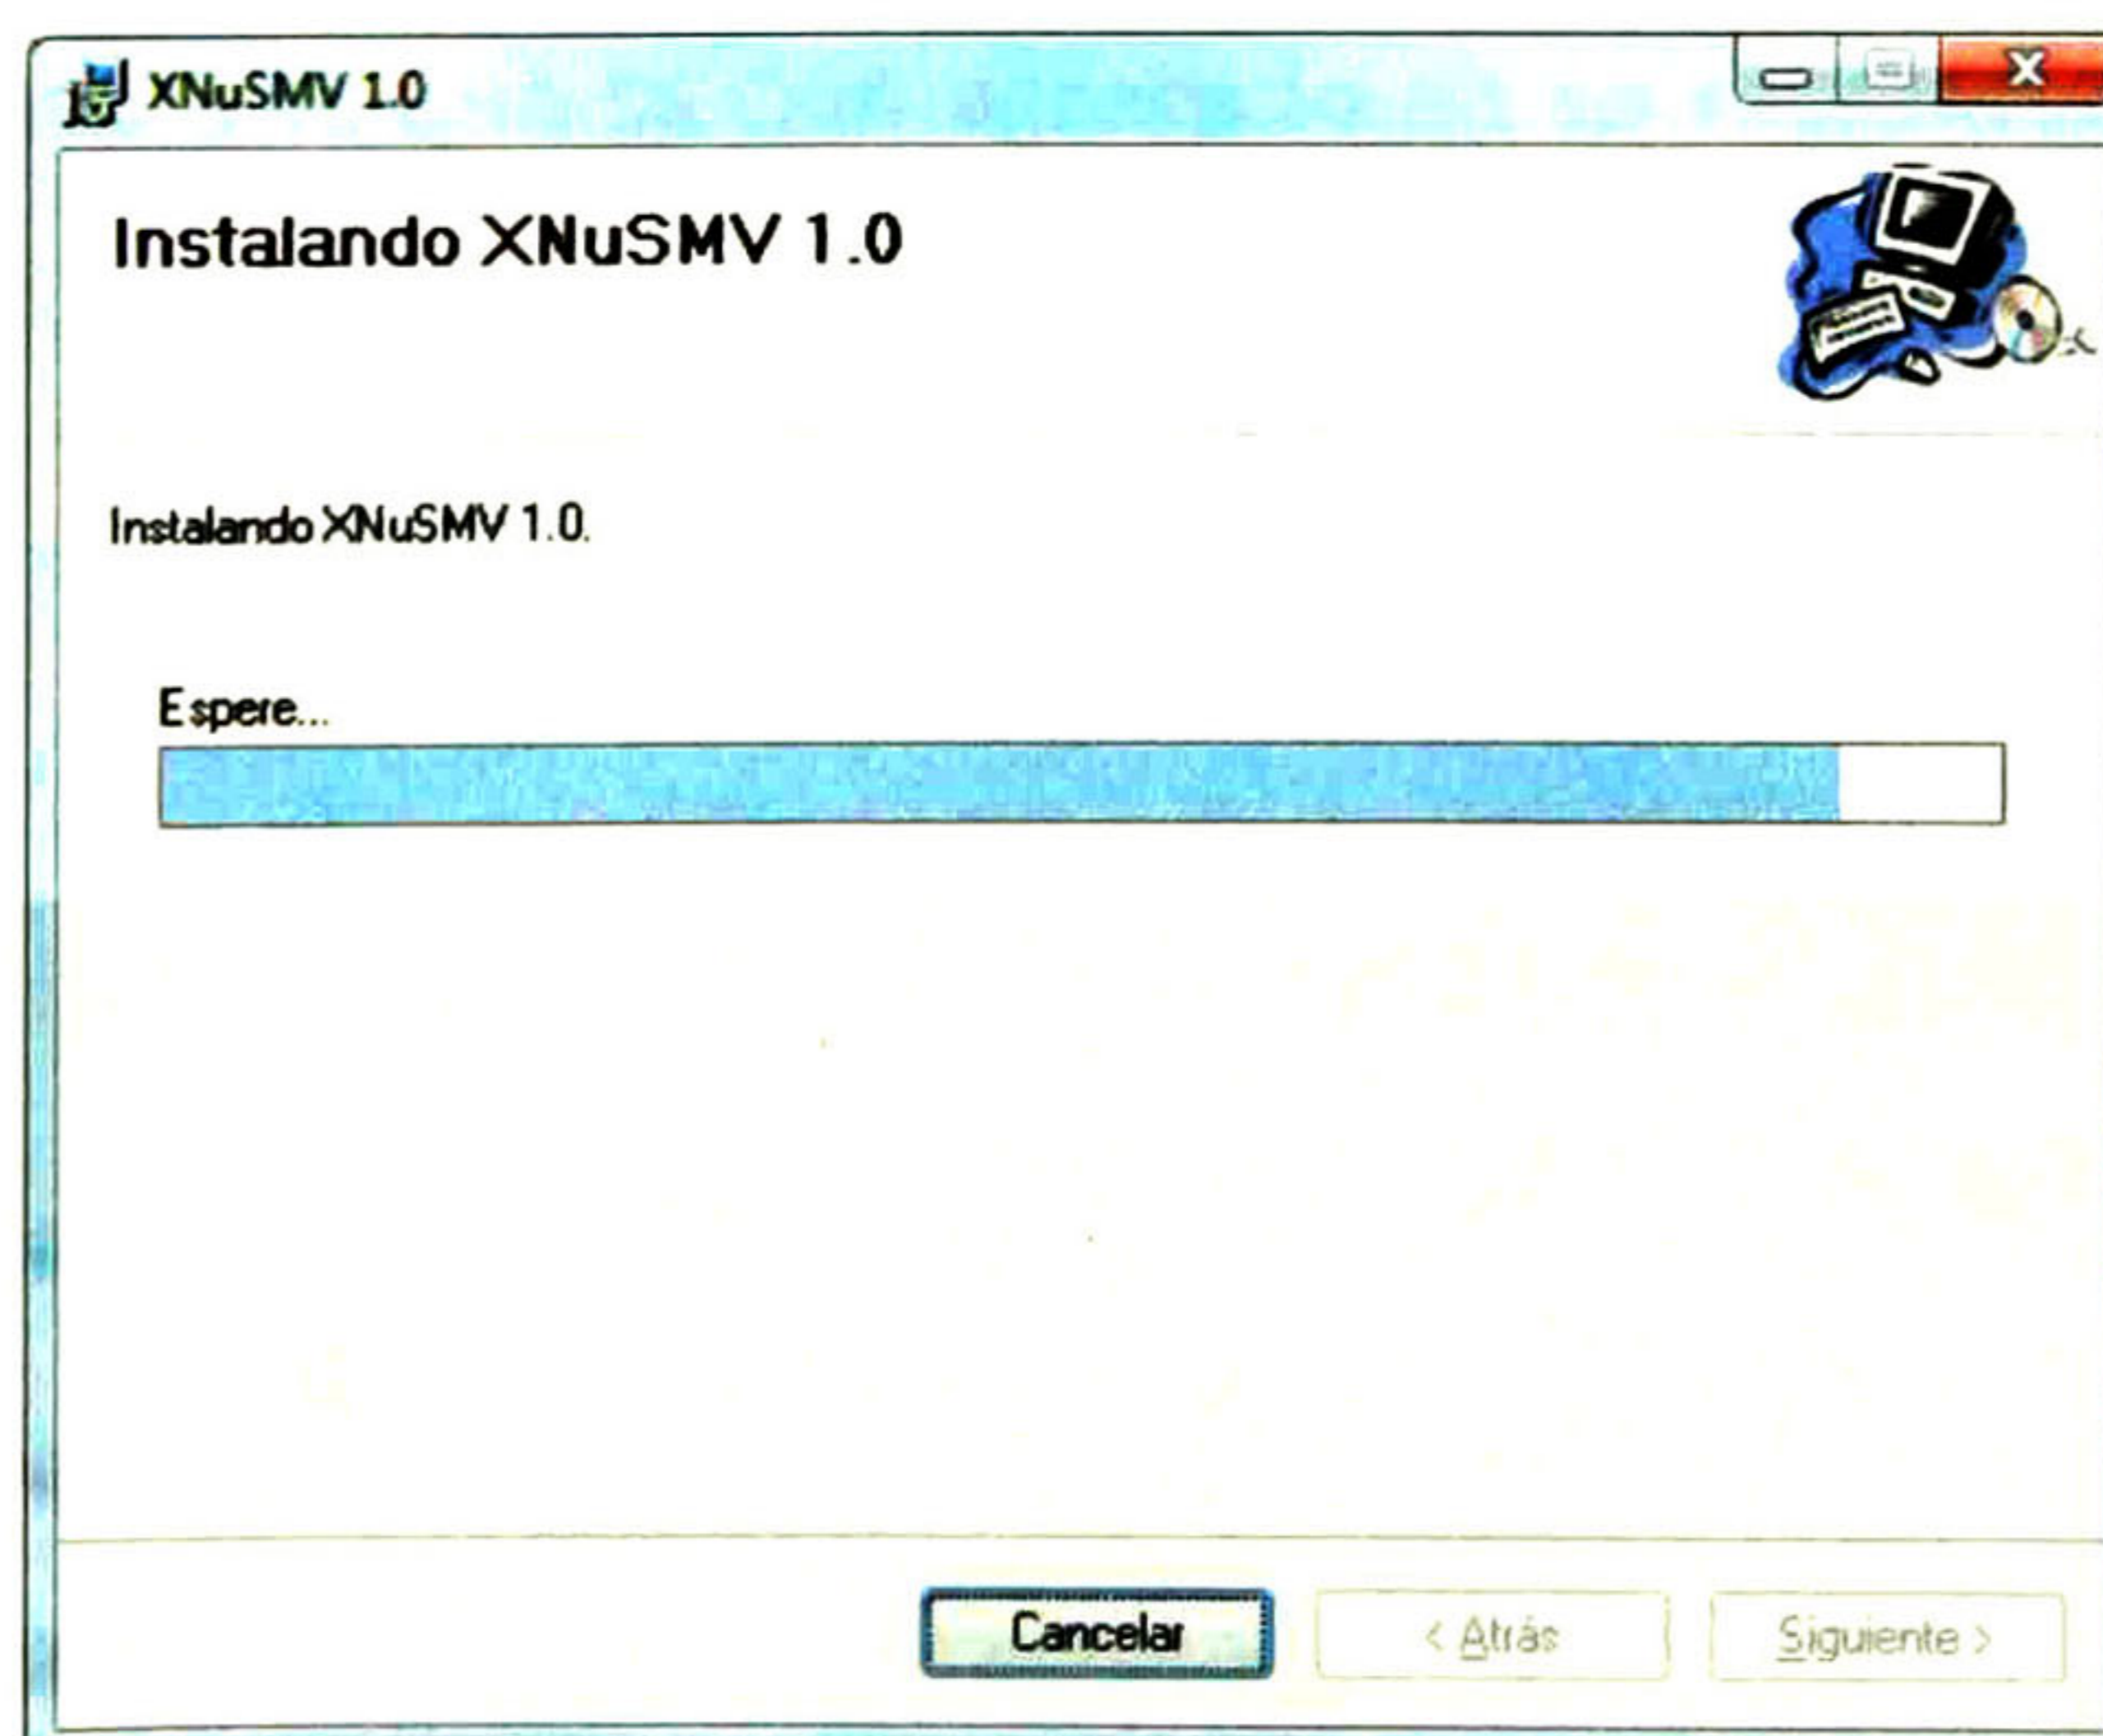 XNuSMV 1.0
Instalando XNuSMV 1.0
Instalando XNuSMV 1.0.
Espere...
Cancelar
< Atrás
Siguiente >